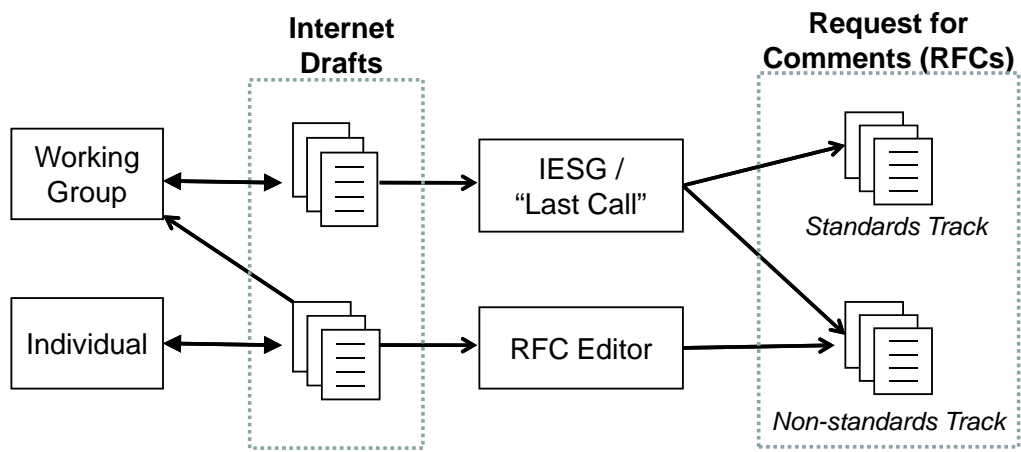 Internet
Drafts
Request for
Comments (RFCs)
Working
Group
IESG /
“Last Call”
Standards Track
Individual
RFC Editor
Non-standards Track